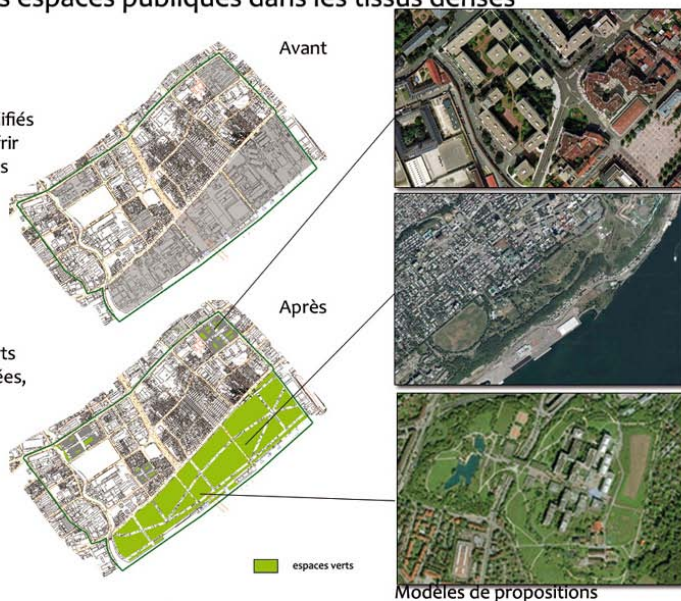 s espaces publiques dans les tissus denses
Avant
ifiés
rir
s
Après
rts
ées,
espaces verts
Modèles de propositions